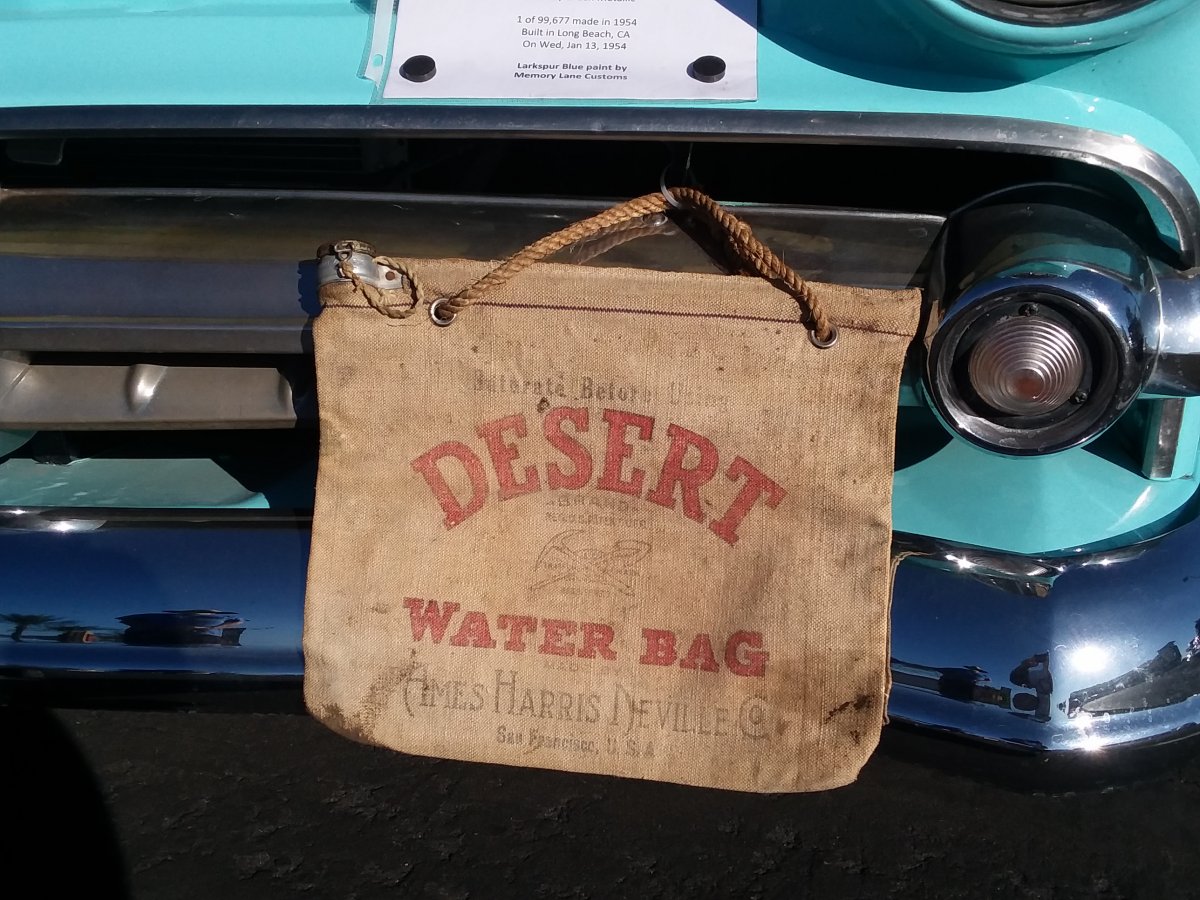 1 of 99,677 made in 1954
Built in Long Beach, CA
On Wed, Jan 13, 1954
Larkspur Blue paint by
Memory Lane Customs
Saturate Before Using
DESERT
BRAND
WATER BAG
AMES HARRIS NEVILLE CO.
San Francisco, U.S.A